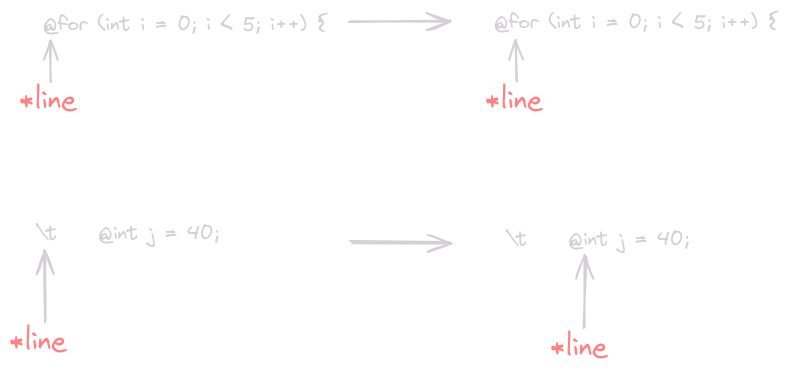 @for (int i = 0; i < 5; i++) {
@for (int i = 0; i < 5; i++) {
*line
*line
\t @int j = 40;
\t @int j = 40;
*line
*line